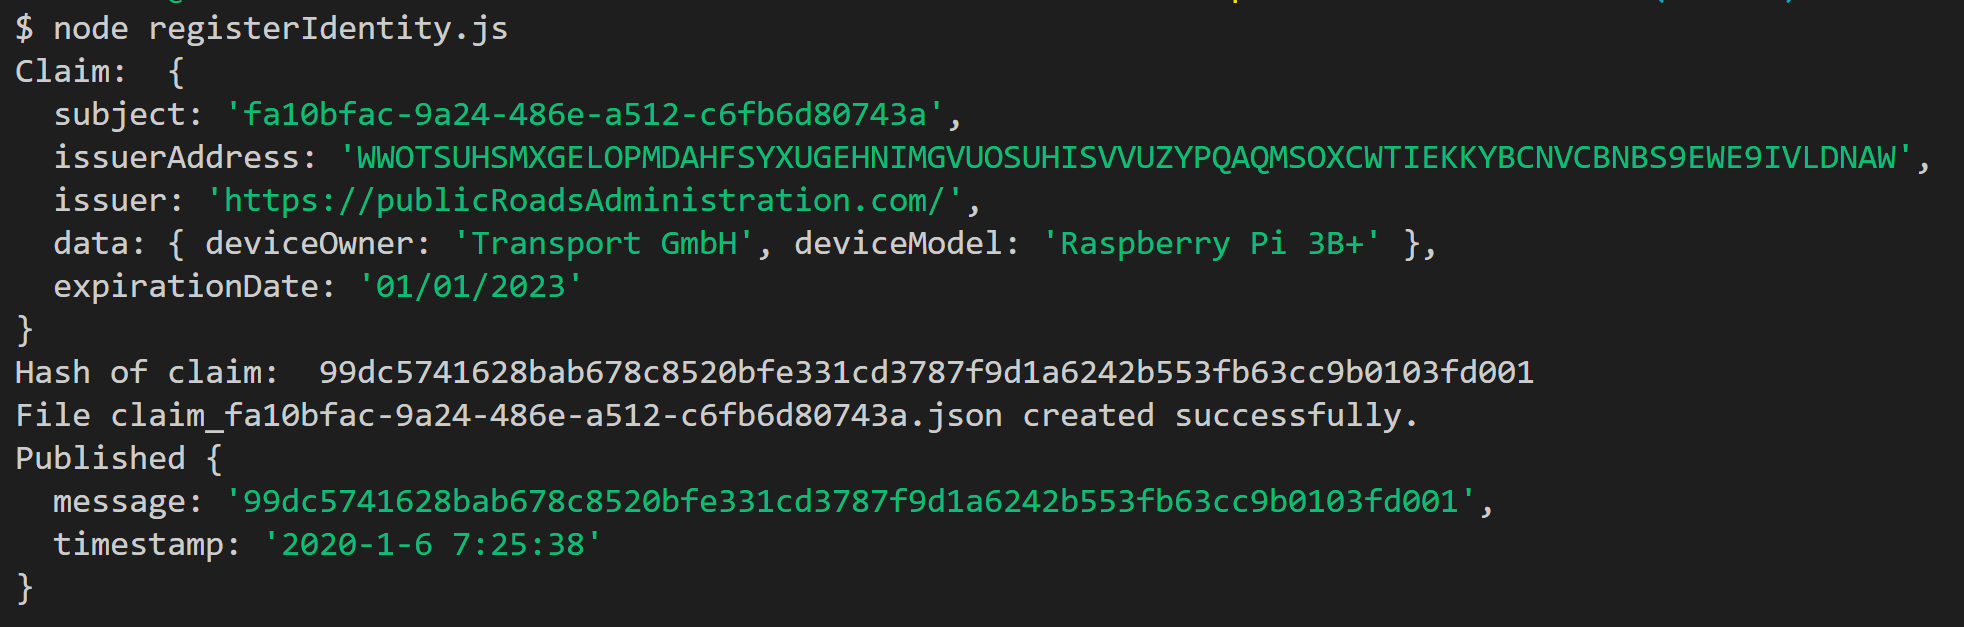 $ node registerIdentity.js
Claim:  {
  subject: 'fa10bfac-9a24-486e-a512-c6fb6d80743a',
  issuerAddress: 'WWOTSUHSMXGELOPMDAHFSYXUGEHNIMGVUOSUHISVVUZYPQAQMSOXCWTIEKKYBCNVCBNBS9EWE9IVLDNAW',
  issuer: 'https://publicRoadsAdministration.com/',
  data: { deviceOwner: 'Transport GmbH', deviceModel: 'Raspberry Pi 3B+' },
  expirationDate: '01/01/2023'
}
Hash of claim:  99dc5741628bab678c8520bfe331cd3787f9d1a6242b553fb63cc9b0103fd001
File claim_fa10bfac-9a24-486e-a512-c6fb6d80743a.json created successfully.
Published {
  message: '99dc5741628bab678c8520bfe331cd3787f9d1a6242b553fb63cc9b0103fd001',
  timestamp: '2020-1-6 7:25:38'
}